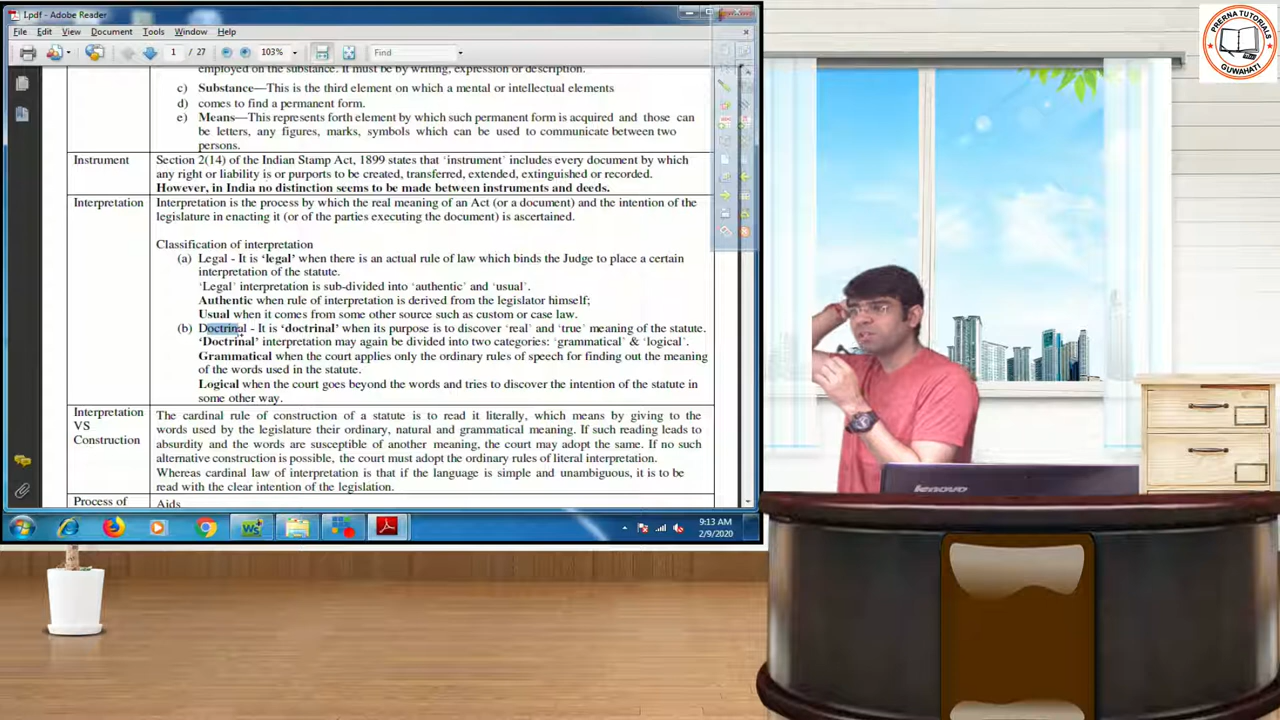 1.pdf - Adobe Reader
File Edit View Document Tools Window Help
1 / 27 103% Find
employed on the substance. It must be by writing, expression or description.
c) Substance—This is the third element on which a mental or intellectual elements
d) comes to find a permanent form.
e) Means—This represents forth element by which such permanent form is acquired and those can
be letters, any figures, marks, symbols which can be used to communicate between two
persons.
Instrument
Section 2(14) of the Indian Stamp Act, 1899 states that 'instrument' includes every document by which
any right or liability is or purports to be created, transferred, extended, extinguished or recorded.
However, in India no distinction seems to be made between instruments and deeds.
Interpretation
Interpretation is the process by which the real meaning of an Act (or a document) and the intention of the
legislature in enacting it (or of the parties executing the document) is ascertained.
Classification of interpretation
(a) Legal - It is 'legal' when there is an actual rule of law which binds the Judge to place a certain
interpretation of the statute.
'Legal' interpretation is sub-divided into 'authentic' and 'usual'.
Authentic when rule of interpretation is derived from the legislator himself;
Usual when it comes from some other source such as custom or case law.
(b) Doctrinal - It is 'doctrinal' when its purpose is to discover 'real' and 'true' meaning of the statute.
'Doctrinal' interpretation may again be divided into two categories: 'grammatical' & 'logical'.
Grammatical when the court applies only the ordinary rules of speech for finding out the meaning
of the words used in the statute.
Logical when the court goes beyond the words and tries to discover the intention of the statute in
some other way.
Interpretation
VS
Construction
The cardinal rule of construction of a statute is to read it literally, which means by giving to the
words used by the legislature their ordinary, natural and grammatical meaning. If such reading leads to
absurdity and the words are susceptible of another meaning, the court may adopt the same. If no such
alternative construction is possible, the court must adopt the ordinary rules of literal interpretation.
Whereas cardinal law of interpretation is that if the language is simple and unambiguous, it is to be
read with the clear intention of the legislation.
Process of
Aids
9:13 AM
2/9/2020
PRERNA TUTORIALS
GUWAHATI
lenovo